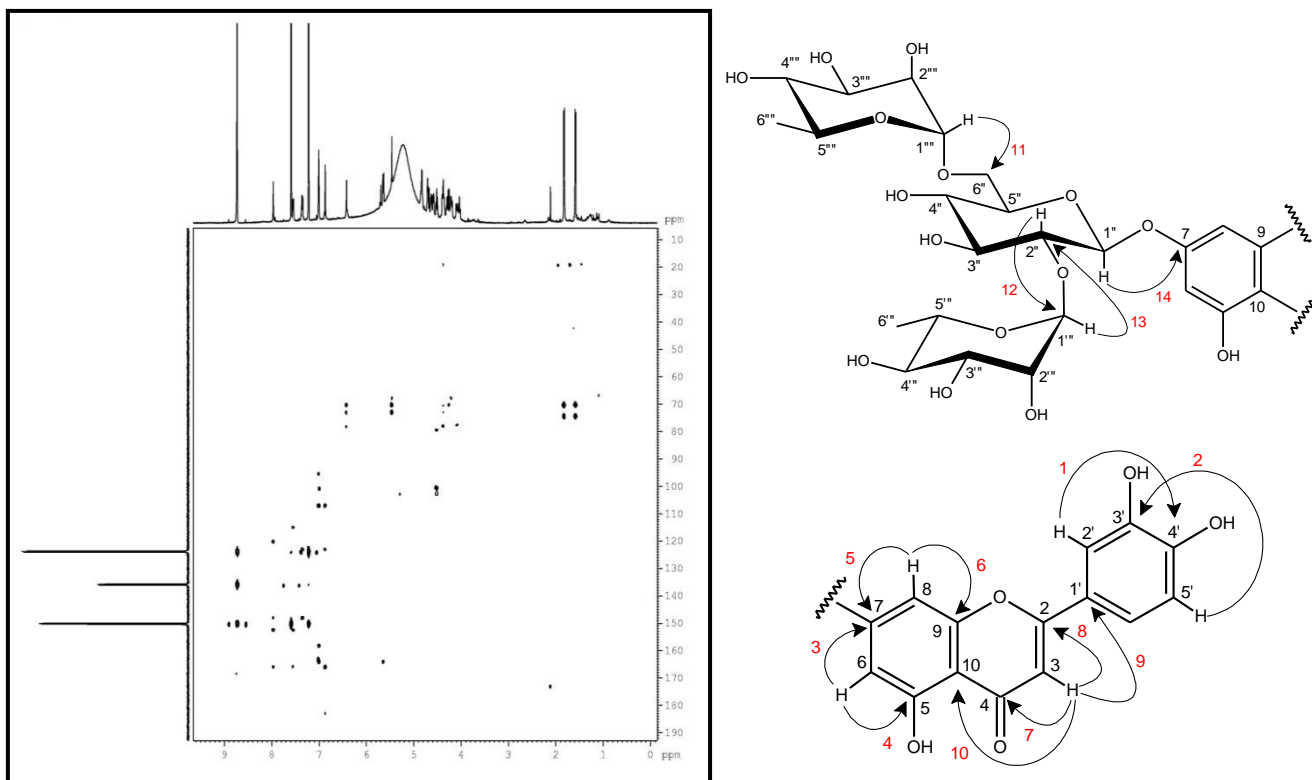 ppm
10
20
30
40
50
60
70
80
90
100
110
120
130
140
150
160
170
180
190
9 8 7 6 5 4 3 2 1 0 ppm
OH
4"" HO 2""
HO 3""
6"" O H
5"" 1""
O 11
6"
HO 5" O
4" H 1" O 7 9
HO 2"
3" O H 10
12 14
5'" OH
6'" O H 13
HO 1'"
3'"
4'" HO 2'"
OH
1 2
OH
H 3' OH
2' 4'
5 H 6
8 O 2 1' 5'
7 9 8 H
3 6 10 3 9
H 5 4 H
4 OH O 7
10